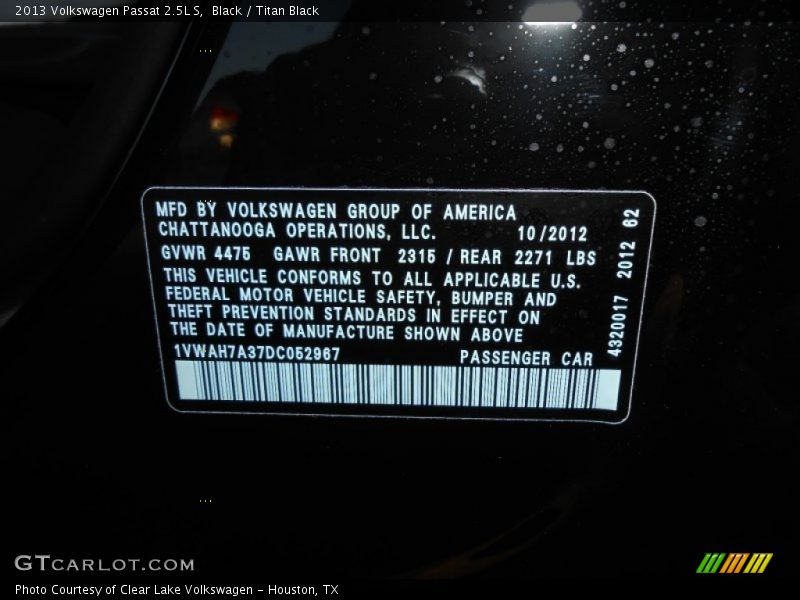 2013 Volkswagen Passat 2.5L S, Black / Titan Black
MFD BY VOLKSWAGEN GROUP OF AMERICA
CHATTANOOGA OPERATIONS, LLC. 10/2012
GVWR 4475 GAWR FRONT 2315 / REAR 2271 LBS
THIS VEHICLE CONFORMS TO ALL APPLICABLE U.S.
FEDERAL MOTOR VEHICLE SAFETY, BUMPER AND
THEFT PREVENTION STANDARDS IN EFFECT ON
THE DATE OF MANUFACTURE SHOWN ABOVE
1VWAH7A37DC052967 PASSENGER CAR
4320017 2012 62
GTCARLOT.COM
Photo Courtesy of Clear Lake Volkswagen - Houston, TX